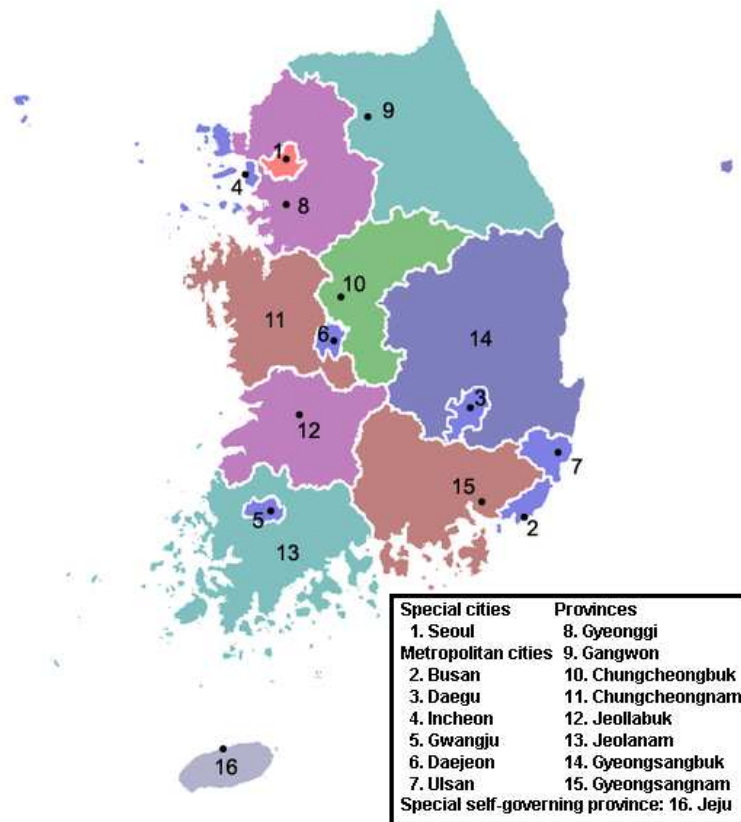 9
1
4
8
10
11
6
14
3
12
7
15
5
2
13
16
Special cities Provinces
1. Seoul 8. Gyeonggi
Metropolitan cities 9. Gangwon
2. Busan 10. Chungcheongbuk
3. Daegu 11. Chungcheongnam
4. Incheon 12. Jeollabuk
5. Gwangju 13. Jeolanam
6. Daejeon 14. Gyeongsangbuk
7. Ulsan 15. Gyeongsangnam
Special self-governing province: 16. Jeju